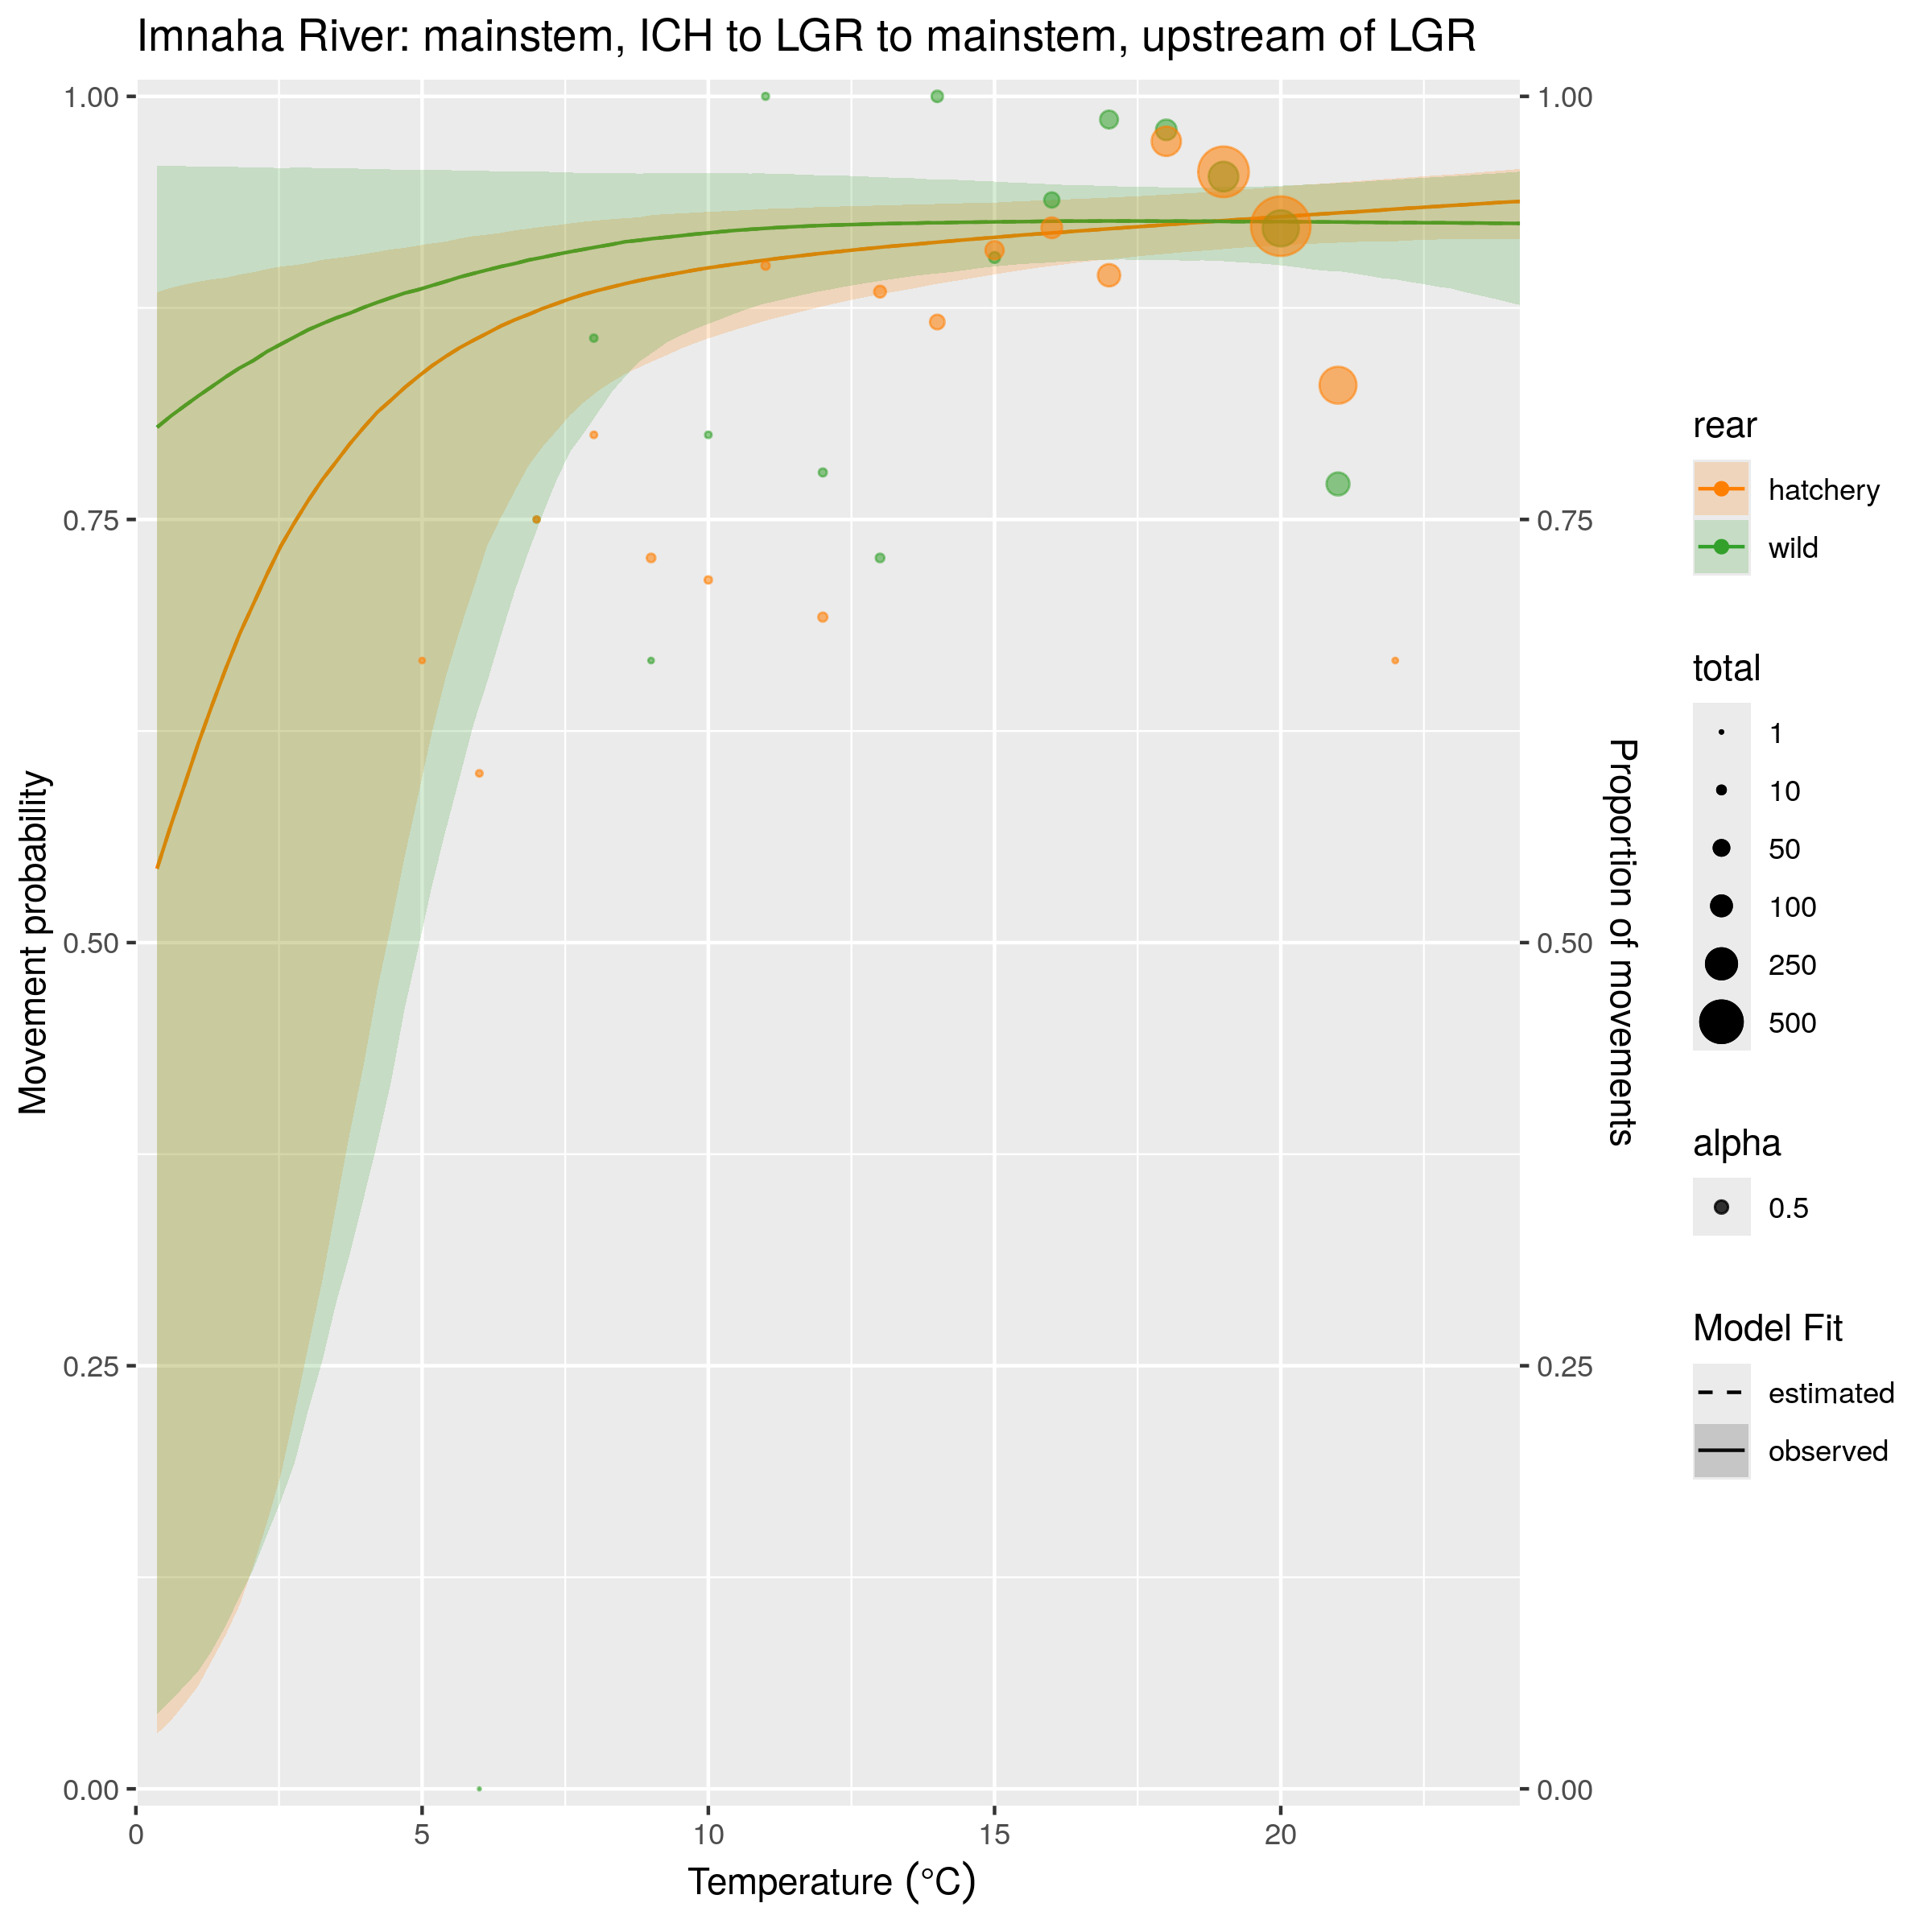 Imnaha River: mainstem, ICH to LGR to mainstem, upstream of LGR
1.00
0.75
0.50
0.25
0.00
Movement probability
0
5
10
15
20
Temperature (°C)
1.00
0.75
0.50
0.25
0.00
Proportion of movements
rear
hatchery
wild
total
1
10
50
100
250
500
alpha
0.5
Model Fit
estimated
observed